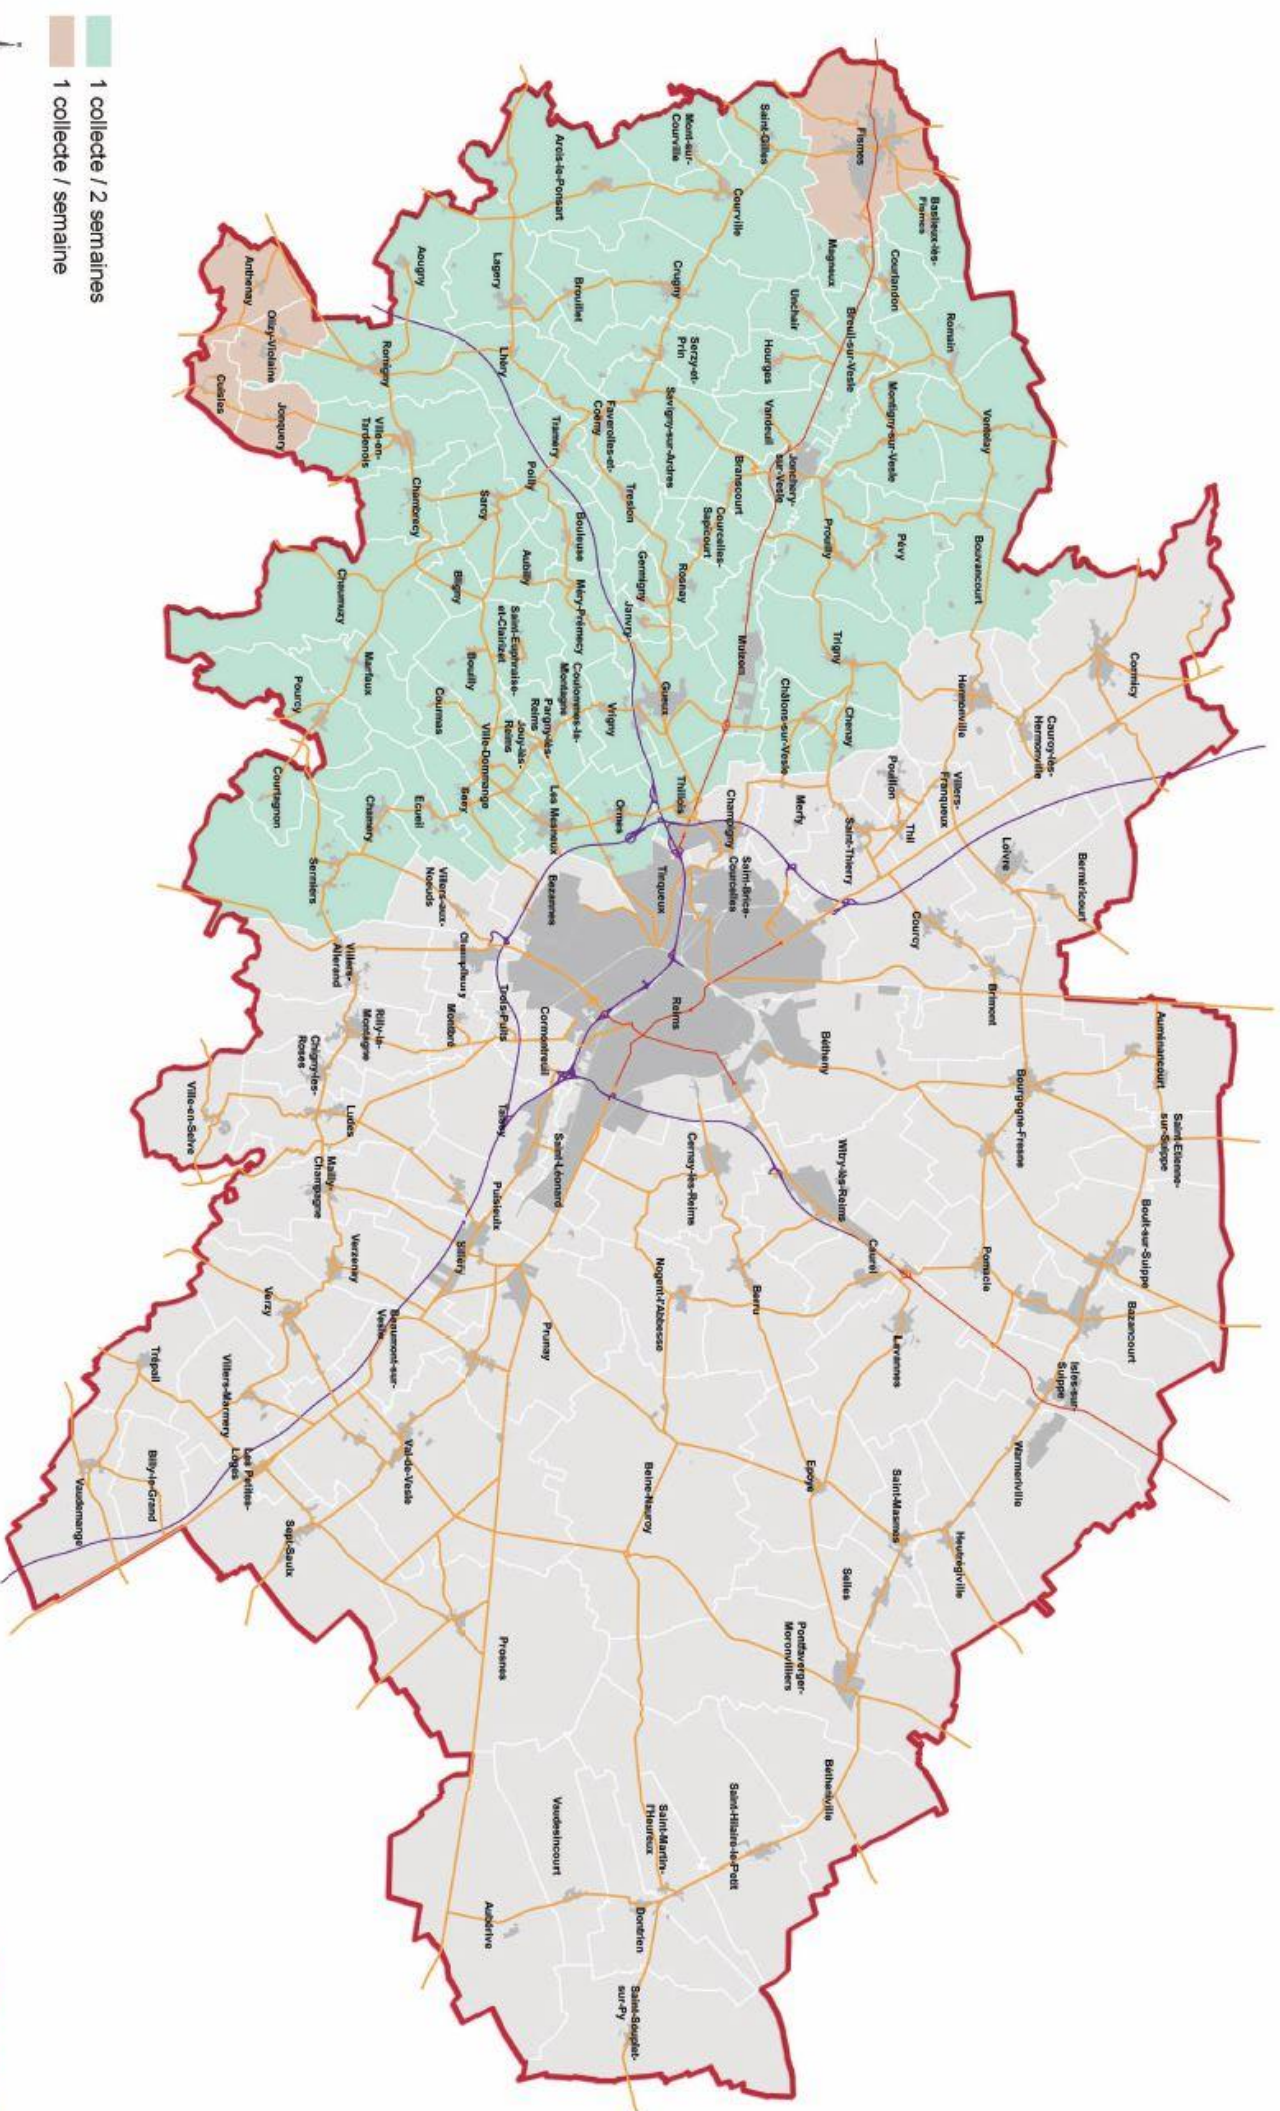 1 collecte / 2 semaines
1 collecte / semaine
Fismes
Baslieux-lès-
Fismes
Saint-Gilles
Mont-sur-
Courville
Courville
Arcis-le-Ponsart
Magneux
Courlandon
Romain
Breuil-sur-Vesle
Unchair
Hourges
Crugny
Brouillet
Lagery
Aougny
Anthenay
Olizy-Violaine
Cuisles
Jonquery
Romigny
Lhéry
Serzy-et-
Prin
Savigny-sur-Ardres
Faverolles-et-
Coëmy
Tramery
Poilly
Ville-en-
Tardenois
Chambrecy
Sarcy
Vandeuil
Montigny-sur-Vesle
Ventelay
Jonchery-
sur-Vesle
Branscourt
Courcelles-
Sapicourt
Treslon
Bouleuse
Aubilly
Bligny
Chaumuzy
Prouilly
Pévy
Bouvancourt
Rosnay
Germigny
Janvry
Méry-Prémecy
Saint-Euphraise-
et-Clairizet
Bouilly
Marfaux
Pourcy
Courmas
Coulommes-la-
Montagne
Pargny-lès-
Reims
Jouy-lès-
Reims
Ville-Dommange
Vrigny
Gueux
Muizon
Trigny
Châlons-sur-Vesle
Chenay
Hermonville
Cormicy
Cauroy-lès-
Hermonville
Villers-
Franqueux
Pouillon
Thil
Merfy
Saint-Thierry
Champigny
Thillois
Ormes
Les Mesneux
Sacy
Ecueil
Chamery
Courtagnon
Sermiers
Villers-aux-
Noeuds
Bezannes
Tinqueux
Saint-Brice-
Courcelles
Loivre
Berméricourt
Courcy
Brimont
Champfleury
Villers-
Allerand
Trois-Puits
Montbré
Rilly-la-
Montagne
Chigny-les-
Roses
Ludes
Ville-en-Selve
Mailly-
Champagne
Cormontreuil
Reims
Taissy
Saint-Léonard
Bétheny
Bourgogne-Fresne
Auménancourt
Saint-Etienne-
sur-Suippe
Boult-sur-Suippe
Bazancourt
Cernay-lès-Reims
Witry-lès-Reims
Caurel
Pomacle
Puisieulx
Sillery
Verzenay
Verzy
Beaumont-sur-
Vesle
Prunay
Nogent-l'Abbesse
Berru
Lavannes
Isles-sur-
Suippe
Warmeriville
Trépail
Villers-Marmery
Billy-le-Grand
Vaudemange
Les Petites-
Loges
Val-de-Vesle
Sept-Saulx
Beine-Nauroy
Epoye
Saint-Masmes
Heutrégiville
Selles
Pontfaverger-
Moronvilliers
Prosnes
Bétheniville
Saint-Hilaire-le-Petit
Saint-Martin-
l'Heureux
Vaudesincourt
Dontrien
Aubérive
Saint-Souplet-
sur-Py